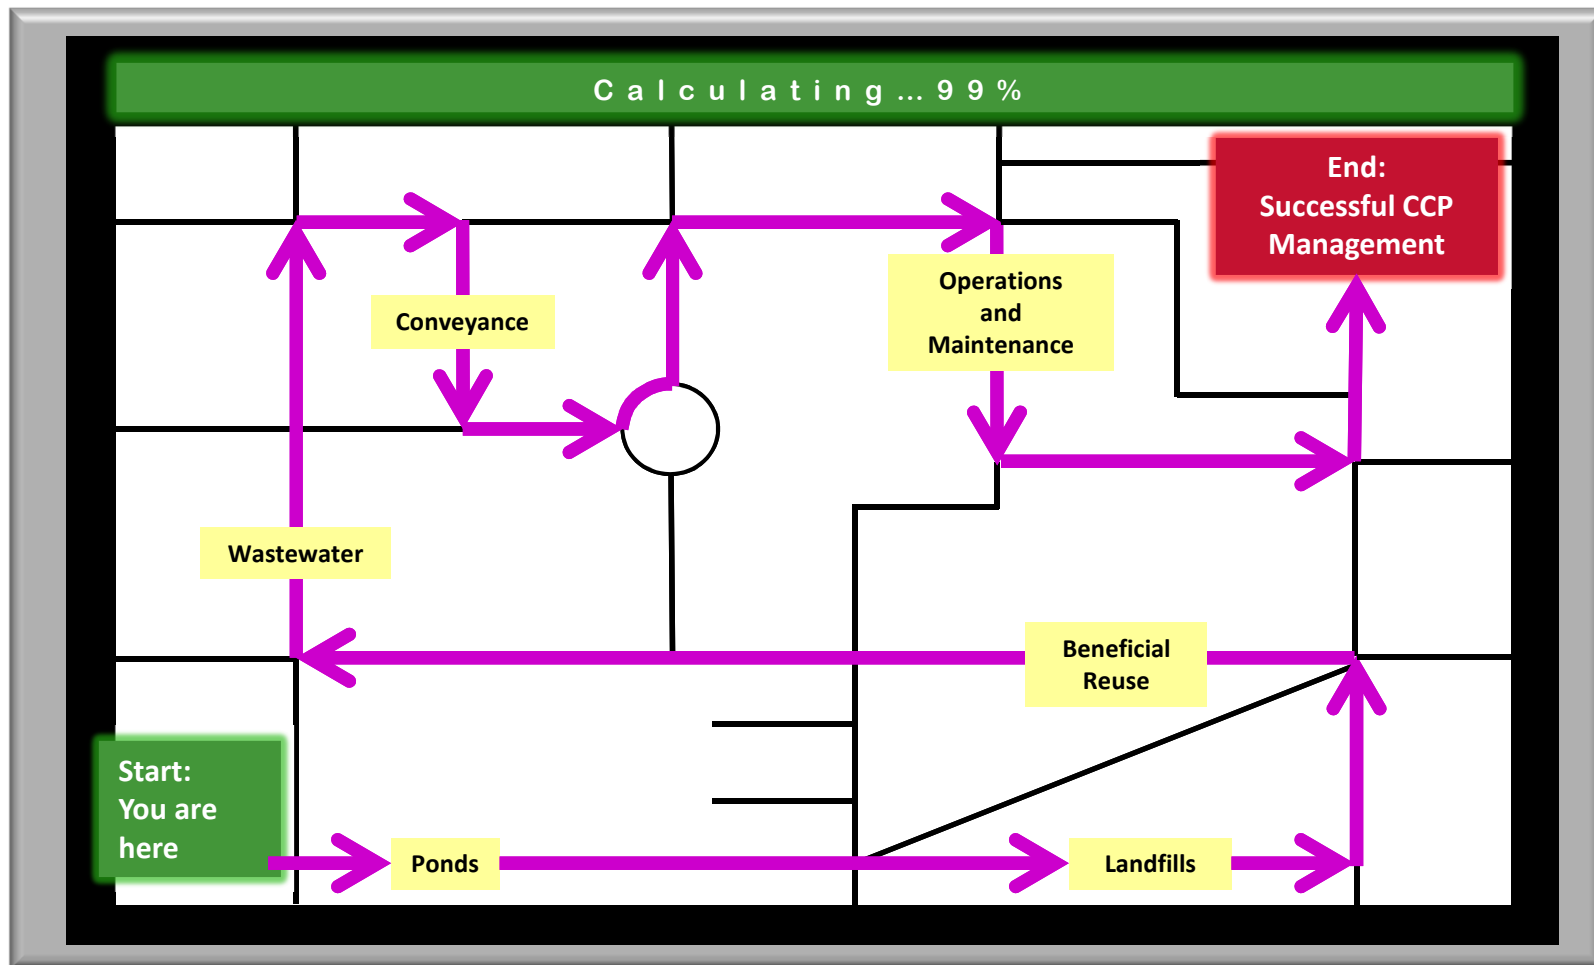 Calculating...99%
End:
Successful CCP
Management
Operations
and
Maintenance
Conveyance
Wastewater
Beneficial
Reuse
Start:
You are
here
Ponds
Landfills